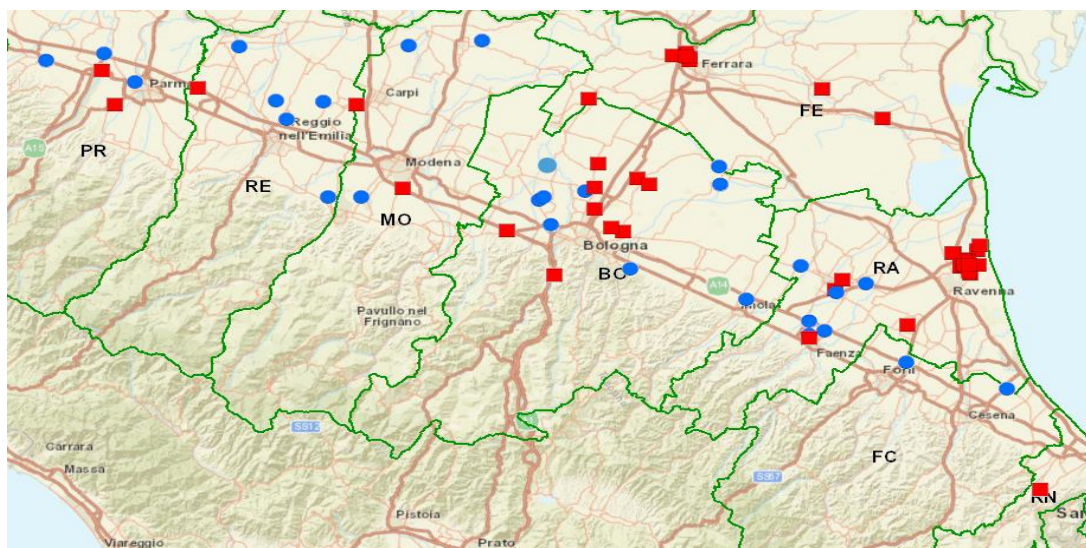 Ferrara
Parma
Carpi
FE
A15
Reggio
nell'Emilia
PR
Modena
RE
MO
Bologna
BO
A14
RA
Ravenna
Pavullo nel
Frignano
Faenza
Forlì
Cesena
SS12
Carrara
Massa
FC
SS67
RN
San
Pistoia
Viareggio
Prato